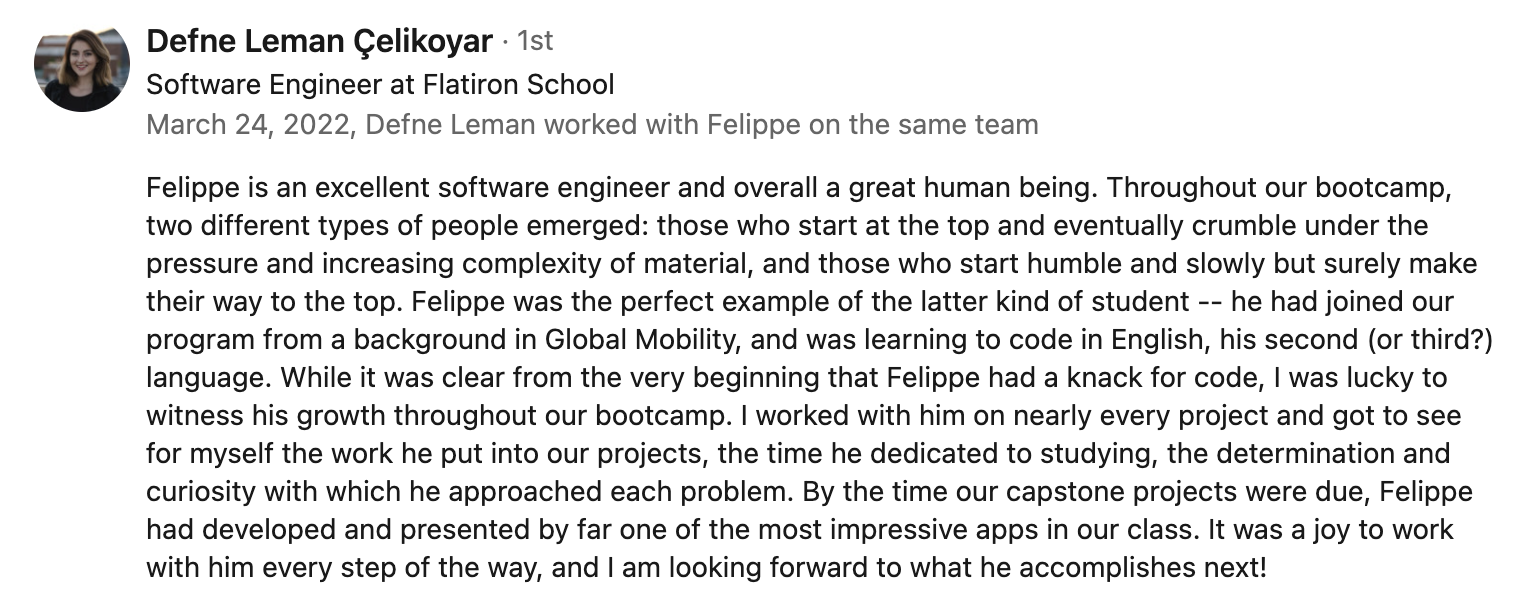 Defne Leman Çelikoyar · 1st
Software Engineer at Flatiron School
March 24, 2022, Defne Leman worked with Felippe on the same team
Felippe is an excellent software engineer and overall a great human being. Throughout our bootcamp,
two different types of people emerged: those who start at the top and eventually crumble under the
pressure and increasing complexity of material, and those who start humble and slowly but surely make
their way to the top. Felippe was the perfect example of the latter kind of student -- he had joined our
program from a background in Global Mobility, and was learning to code in English, his second (or third?)
language. While it was clear from the very beginning that Felippe had a knack for code, I was lucky to
witness his growth throughout our bootcamp. I worked with him on nearly every project and got to see
for myself the work he put into our projects, the time he dedicated to studying, the determination and
curiosity with which he approached each problem. By the time our capstone projects were due, Felippe
had developed and presented by far one of the most impressive apps in our class. It was a joy to work
with him every step of the way, and I am looking forward to what he accomplishes next!